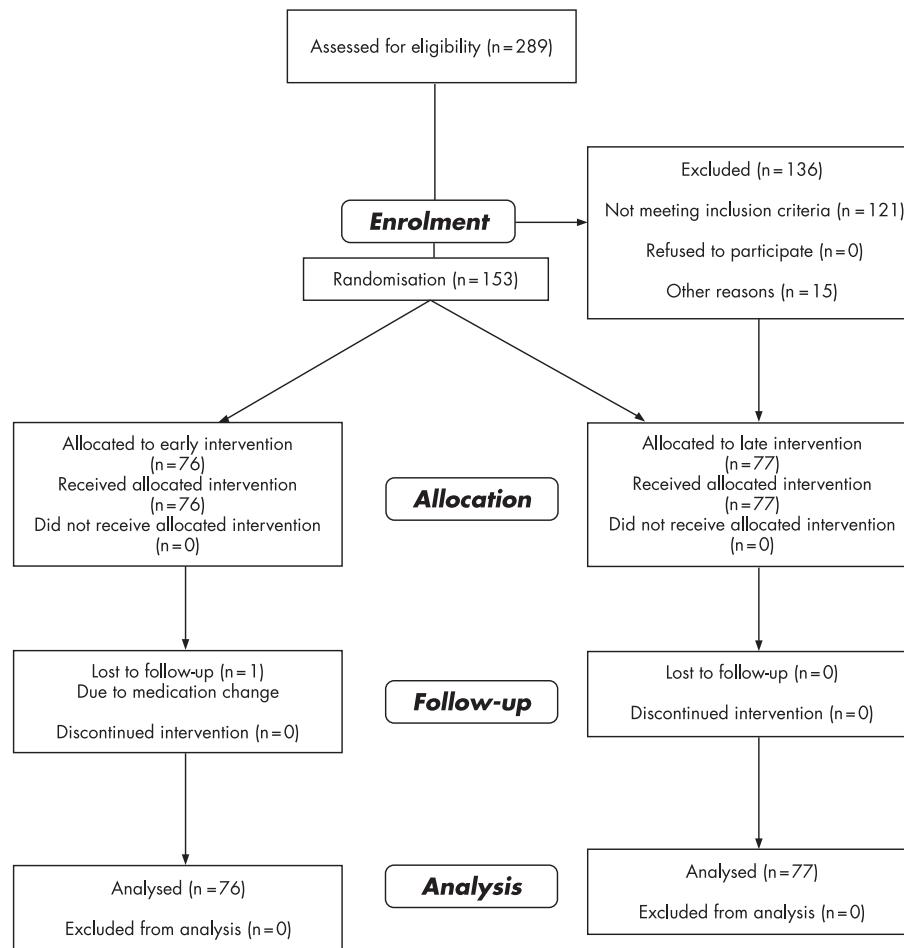 Assessed for eligibility (n=289)
Excluded (n=136)
Not meeting inclusion criteria (n=121)
Refused to participate (n=0)
Other reasons (n=15)
Enrolment
Randomisation (n=153)
Allocated to early intervention
(n=76)
Received allocated intervention
(n=76)
Did not receive allocated intervention
(n=0)
Allocation
Allocated to late intervention
(n=77)
Received allocated intervention
(n=77)
Did not receive allocated intervention
(n=0)
Lost to follow-up (n=1)
Due to medication change
Discontinued intervention (n=0)
Follow-up
Lost to follow-up (n=0)
Discontinued intervention (n=0)
Analysed (n=76)
Excluded from analysis (n=0)
Analysis
Analysed (n=77)
Excluded from analysis (n=0)